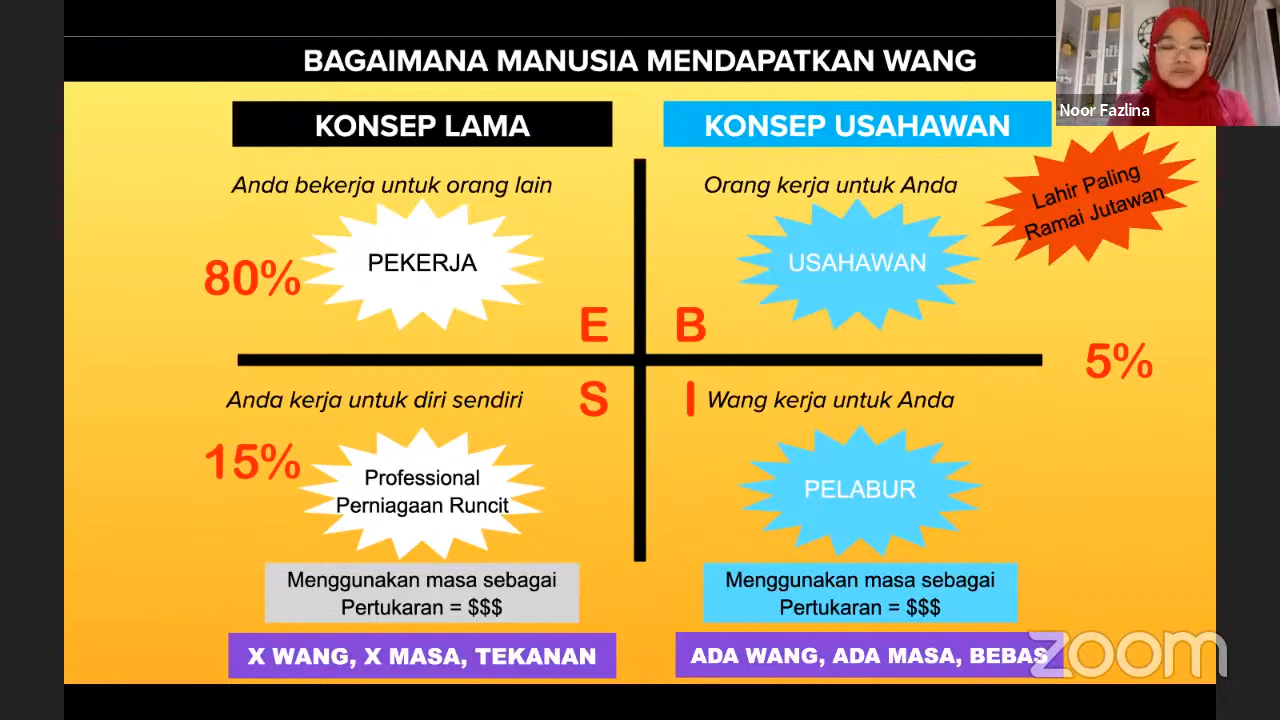 BAGAIMANA MANUSIA MENDAPATKAN WANG
Noor Fazlina
KONSEP LAMA
KONSEP USAHAWAN
Anda bekerja untuk orang lain
Orang kerja untuk Anda
Lahir Paling
Ramai Jutawan
80%
PEKERJA
USAHAWAN
E
B
5%
Anda kerja untuk diri sendiri
S
I
Wang kerja untuk Anda
15%
Professional
Perniagaan Runcit
PELABUR
Menggunakan masa sebagai
Pertukaran = $$$
Menggunakan masa sebagai
Pertukaran = $$$
X WANG, X MASA, TEKANAN
ADA WANG, ADA MASA, BEBAS
zoom